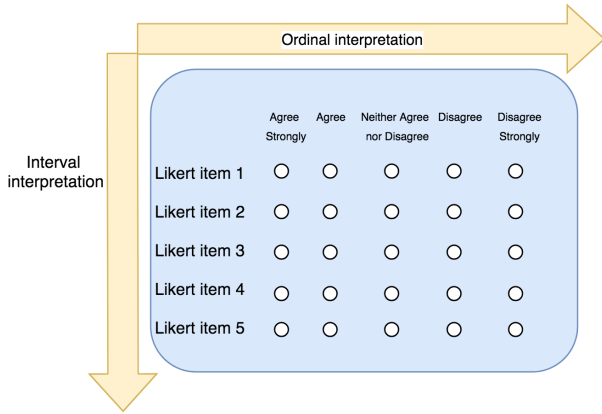 Ordinal interpretation
Agree Agree Neither Agree Disagree Disagree
Strongly nor Disagree Strongly
Interval
interpretation
Likert item 1
Likert item 2
Likert item 3
Likert item 4
Likert item 5